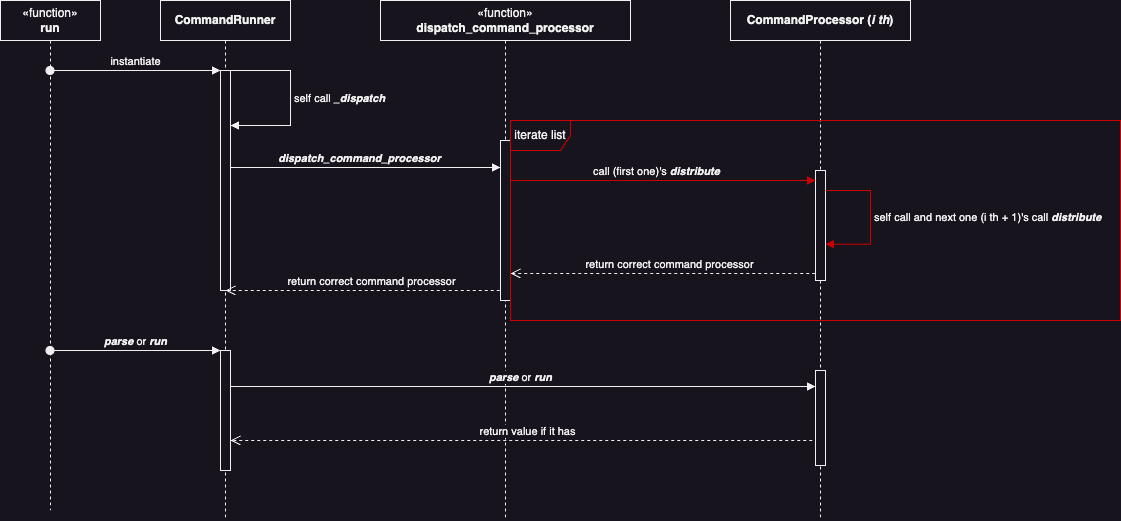 «function»
run
CommandRunner
«function»
dispatch_command_processor
CommandProcessor (i th)
instantiate
self call _dispatch
iterate list
dispatch_command_processor
call (first one)'s distribute
self call and next one (i th + 1)'s call distribute
return correct command processor
return correct command processor
parse or run
parse or run
return value if it has